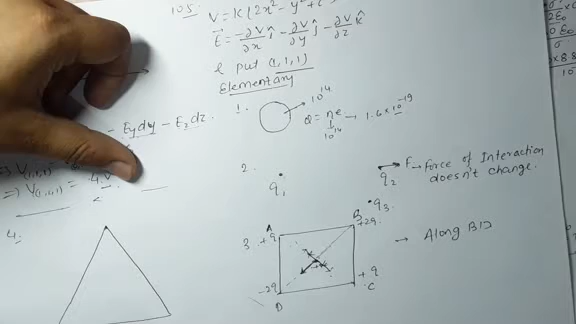 105. V = K(2x² - y² +
E⃗ = -∂V/∂x î - ∂V/∂y ĵ - ∂V/∂z k̂
& put (1,1,1)
Elementary
1. 10¹⁴
Q = ne → 1.6 × 10⁻¹⁹
10¹⁴
- Eydy - Ezdz.
=> V(1,1,1) =
=> V(1,1,1) = 4V.
2. q₁
q₂ → F → Force of Interaction
doesn't change.
q₃
3. A +q B +2q
→ Along BD
-2q D +q C
4.